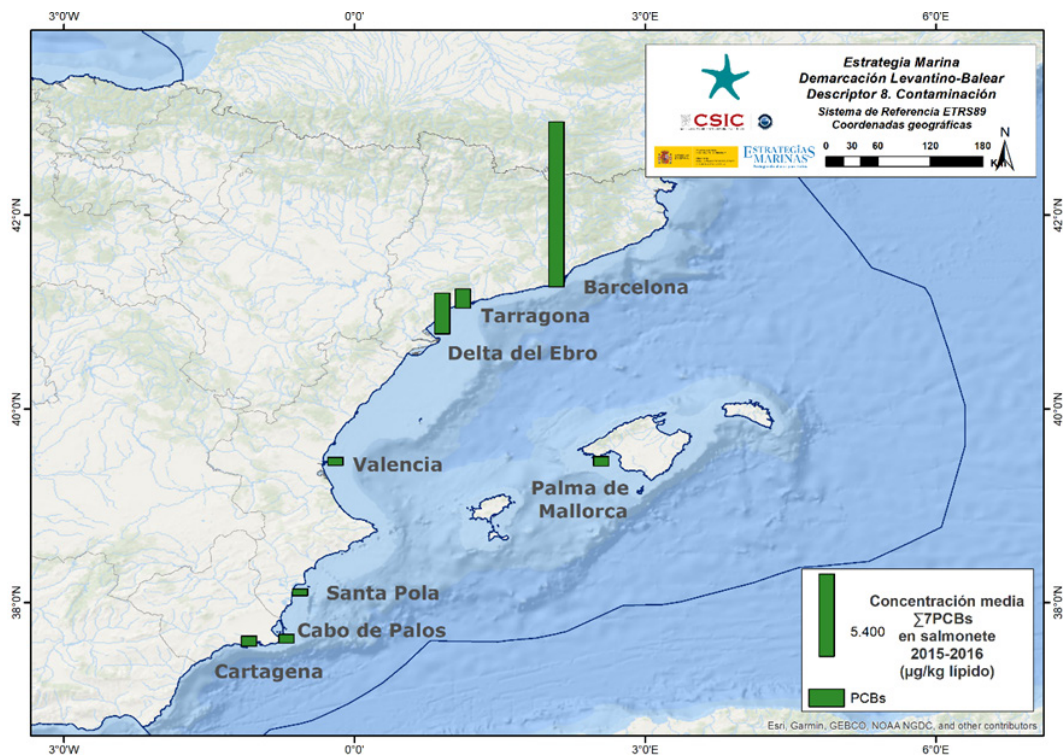 3°0'W
0°0'
3°0'E
6°0'E
Estrategia Marina
Demarcación Levantino-Balear
Descriptor 8. Contaminación
Sistema de Referencia ETRS89
Coordenadas geográficas
N
CSIC
0 30 60 120 180
Km
ESTRATEGIAS
MARINAS
42°0'N
42°0'N
Barcelona
Tarragona
Delta del Ebro
40°0'N
40°0'N
Valencia
Palma de
Mallorca
Santa Pola
38°0'N
38°0'N
Cabo de Palos
Cartagena
5.400
Concentración media
∑7PCBs
en salmonete
2015-2016
(µg/kg lípido)
PCBs
Esri, Garmin, GEBCO, NOAA NGDC, and other contributors
3°0'W
0°0'
3°0'E
6°0'E